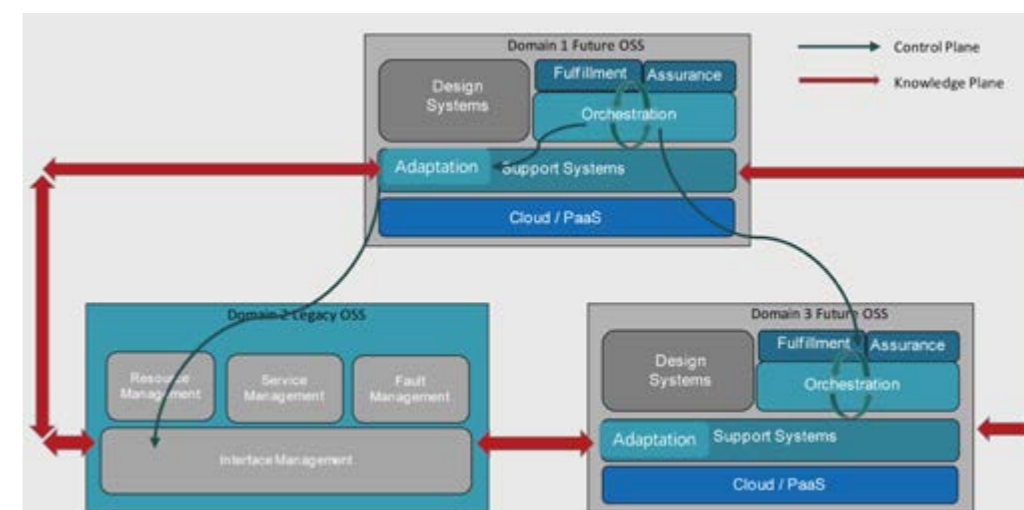 Domain 1 Future OSS
Control Plane
Knowledge Plane
Design
Systems
Fulfillment
Assurance
Orchestration
Adaptation
Support Systems
Cloud / PaaS
Domain 2 Legacy OSS
Resource
Management
Service
Management
Fault
Management
Interface Management
Domain 3 Future OSS
Design
Systems
Fulfillment
Assurance
Orchestration
Adaptation
Support Systems
Cloud / PaaS